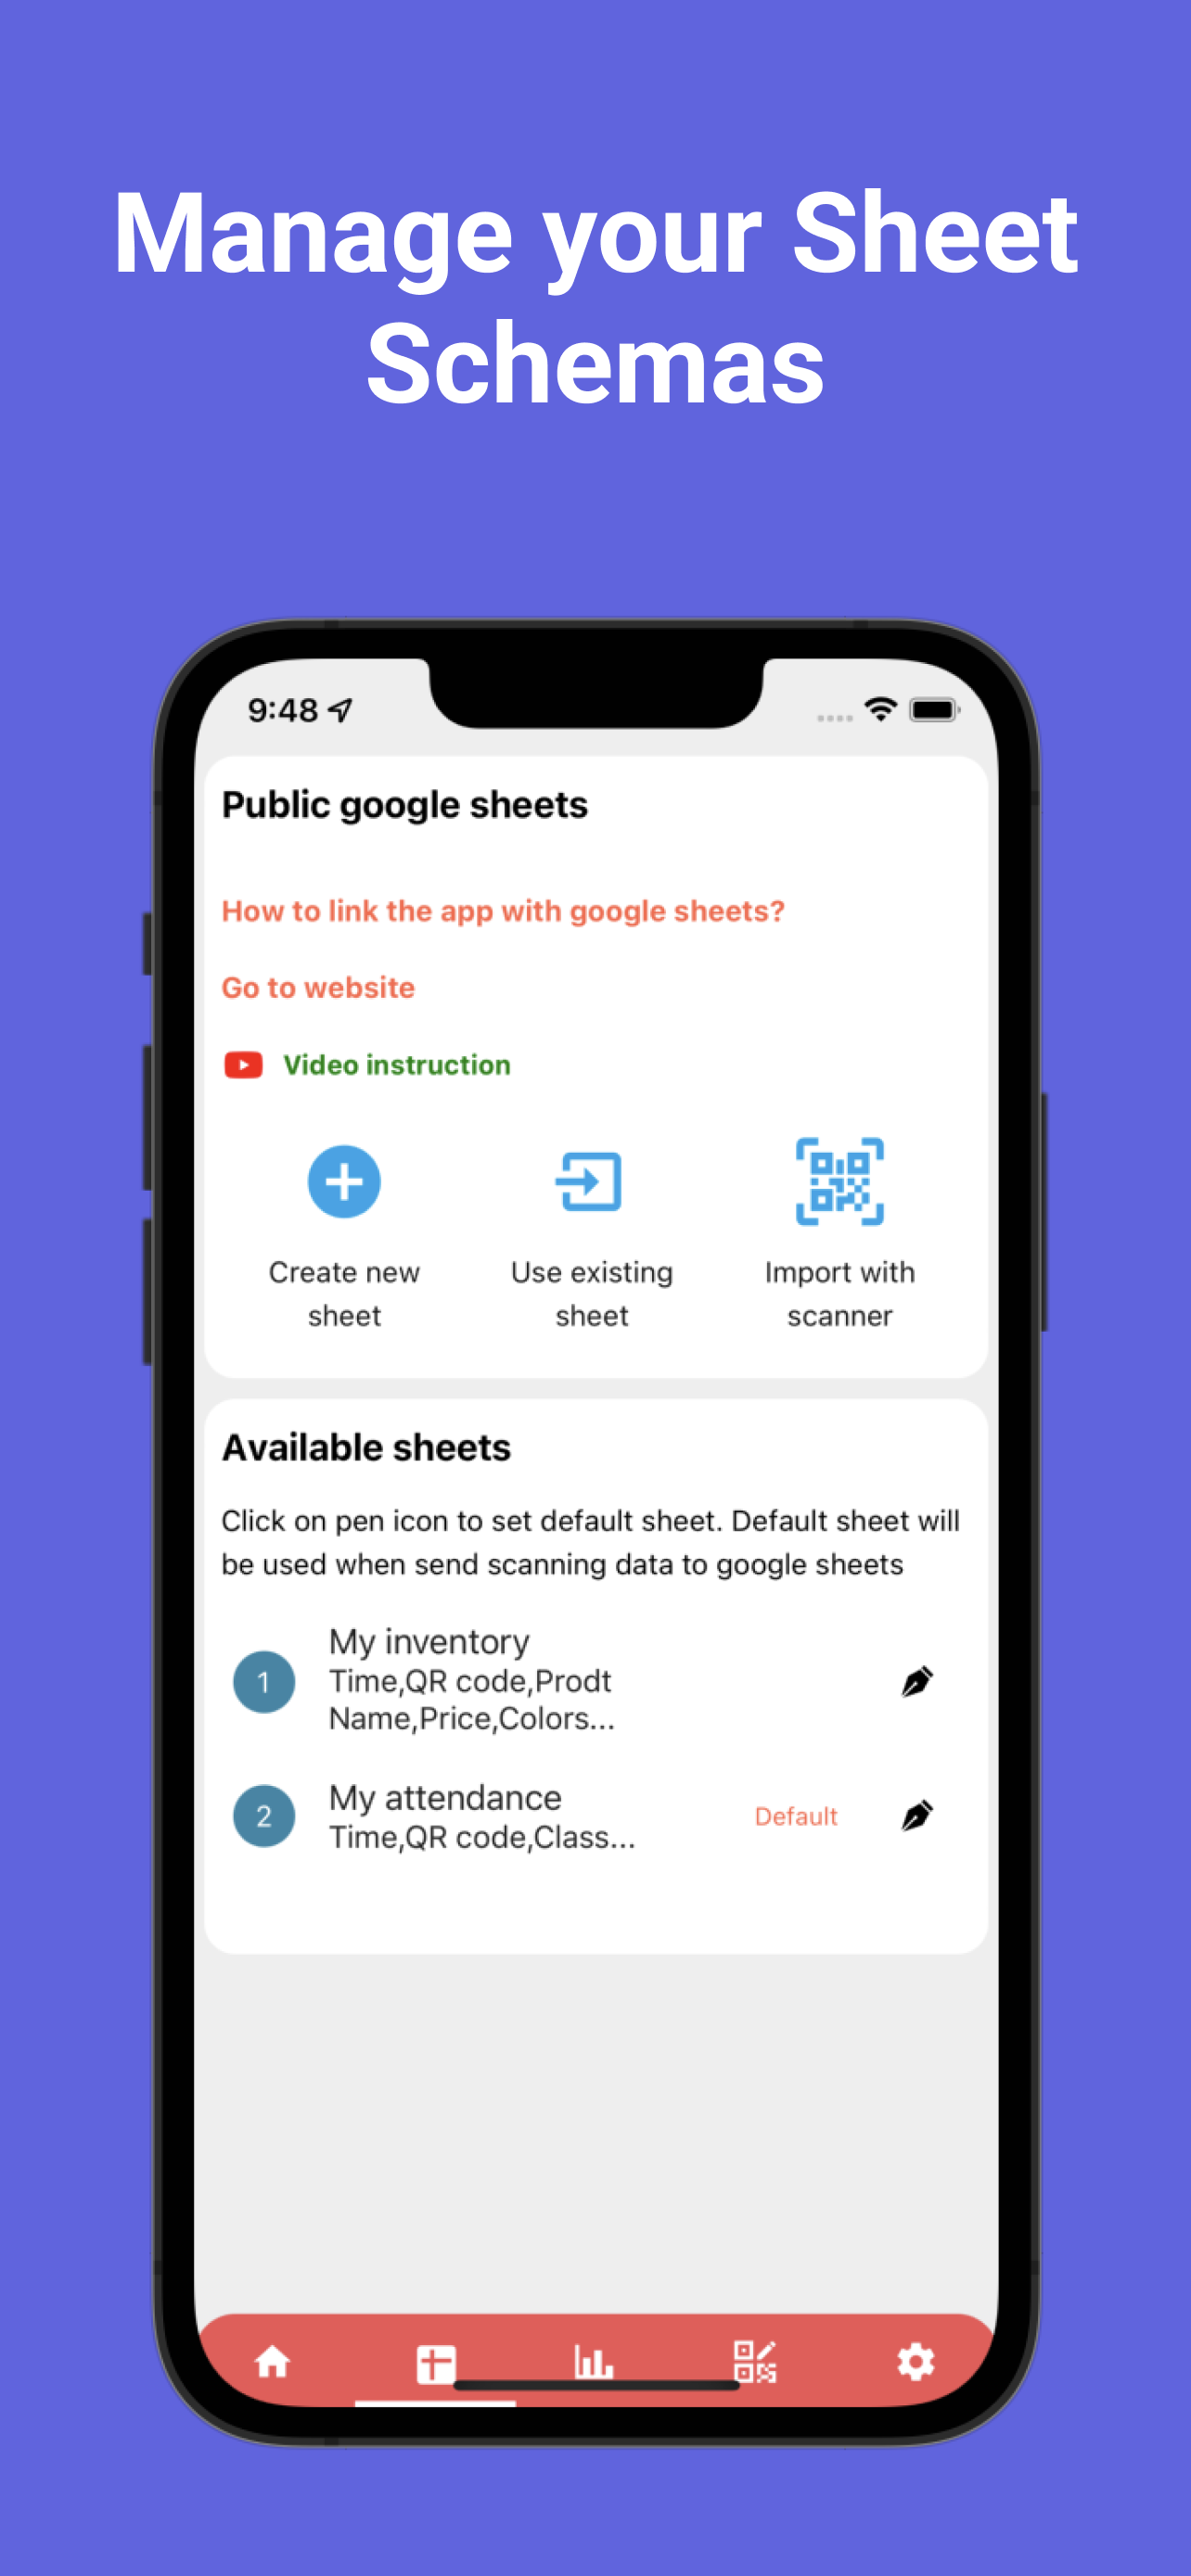 Manage your Sheet
Schemas
9:48
Public google sheets
How to link the app with google sheets?
Go to website
Video instruction
Create new
sheet
Use existing
sheet
Import with
scanner
Available sheets
Click on pen icon to set default sheet. Default sheet will
be used when send scanning data to google sheets
1
My inventory
Time,QR code,Prodt
Name,Price,Colors...
2
My attendance
Time,QR code,Class...
Default